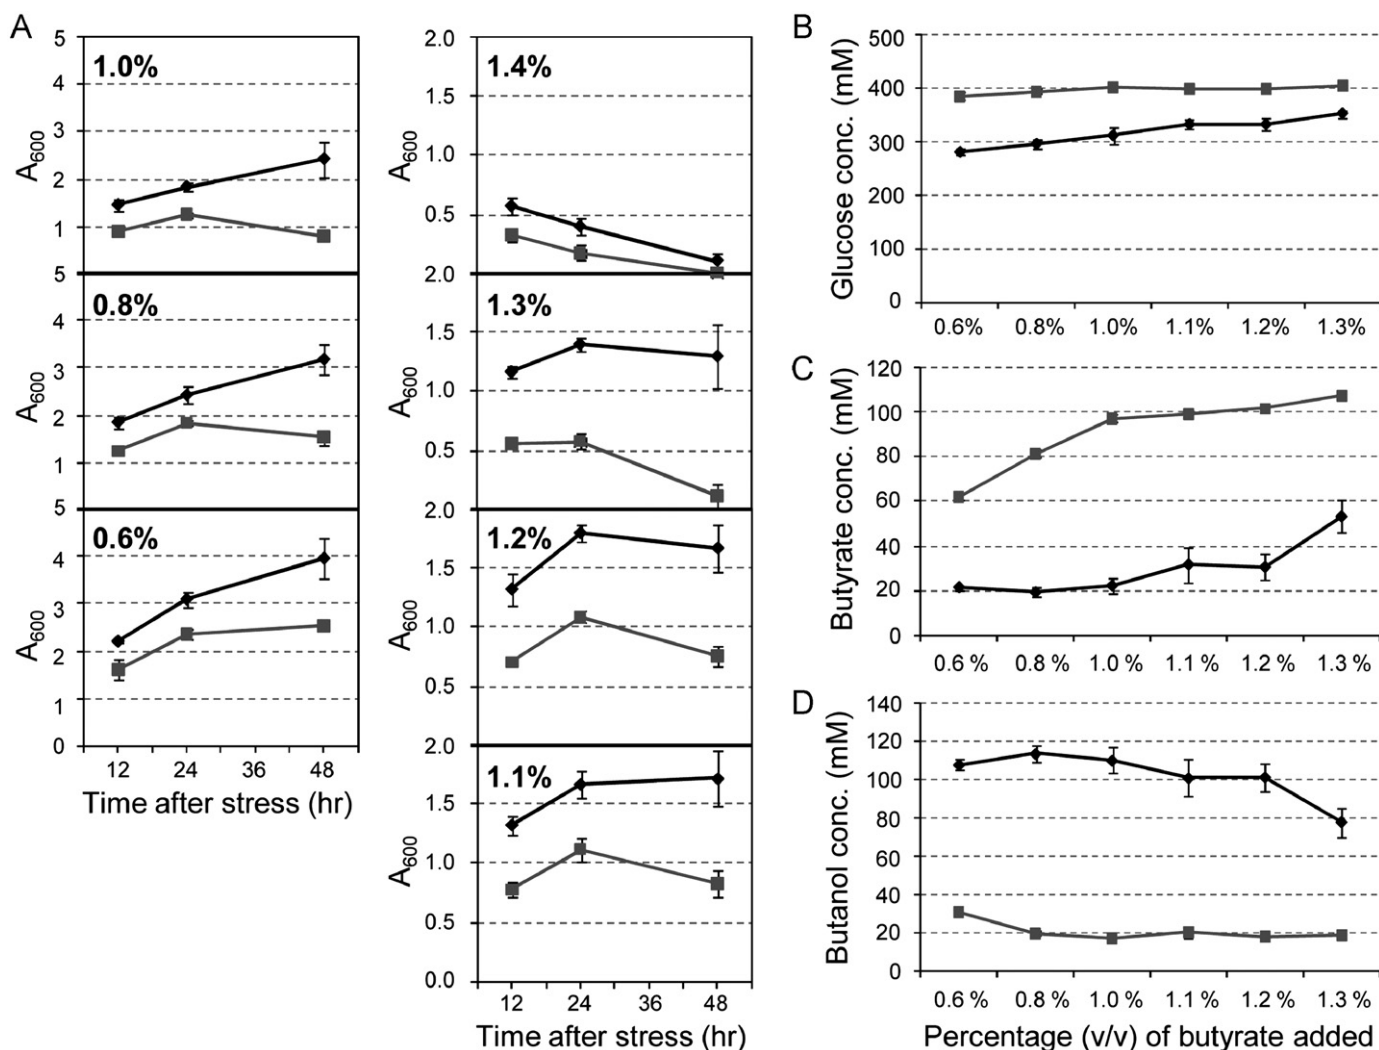 A
5
4
3
2
1
1.0%
A600
5
4
3
2
1
0.8%
A600
5
4
3
2
1
0
0.6%
A600
12 24 36 48
Time after stress (hr)
2.0
1.5
1.0
0.5
1.4%
A600
2.0
1.5
1.0
0.5
1.3%
A600
2.0
1.5
1.0
0.5
1.2%
A600
2.0
1.5
1.0
0.5
0.0
1.1%
A600
12 24 36 48
Time after stress (hr)
B
Glucose conc. (mM)
500
400
300
200
100
0
0.6% 0.8% 1.0% 1.1% 1.2% 1.3%
C
Butyrate conc. (mM)
120
100
80
60
40
20
0
0.6 % 0.8 % 1.0 % 1.1 % 1.2 % 1.3 %
D
Butanol conc. (mM)
140
120
100
80
60
40
20
0
0.6 % 0.8 % 1.0 % 1.1 % 1.2 % 1.3 %
Percentage (v/v) of butyrate added